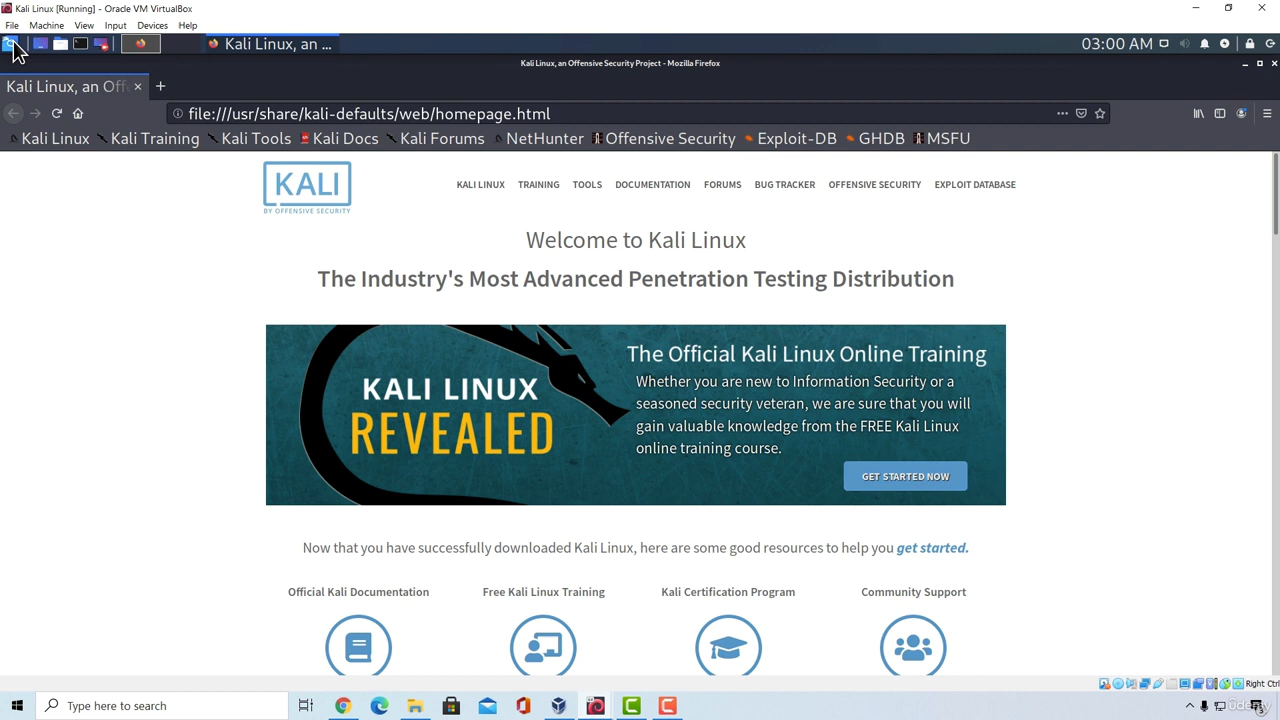 Kali Linux [Running] - Oracle VM VirtualBox
File Machine View Input Devices Help
Kali Linux, an ... 03:00 AM
Kali Linux, an Offensive Security Project - Mozilla Firefox
Kali Linux, an Off
file:///usr/share/kali-defaults/web/homepage.html
Kali Linux Kali Training Kali Tools Kali Docs Kali Forums NetHunter Offensive Security Exploit-DB GHDB MSFU
KALI
BY OFFENSIVE SECURITY
KALI LINUX TRAINING TOOLS DOCUMENTATION FORUMS BUG TRACKER OFFENSIVE SECURITY EXPLOIT DATABASE
Welcome to Kali Linux
The Industry's Most Advanced Penetration Testing Distribution
KALI LINUX
REVEALED
The Official Kali Linux Online Training
Whether you are new to Information Security or a
seasoned security veteran, we are sure that you will
gain valuable knowledge from the FREE Kali Linux
online training course.
GET STARTED NOW
Now that you have successfully downloaded Kali Linux, here are some good resources to help you get started.
Official Kali Documentation Free Kali Linux Training Kali Certification Program Community Support
Right Ctrl
Type here to search
Udemy